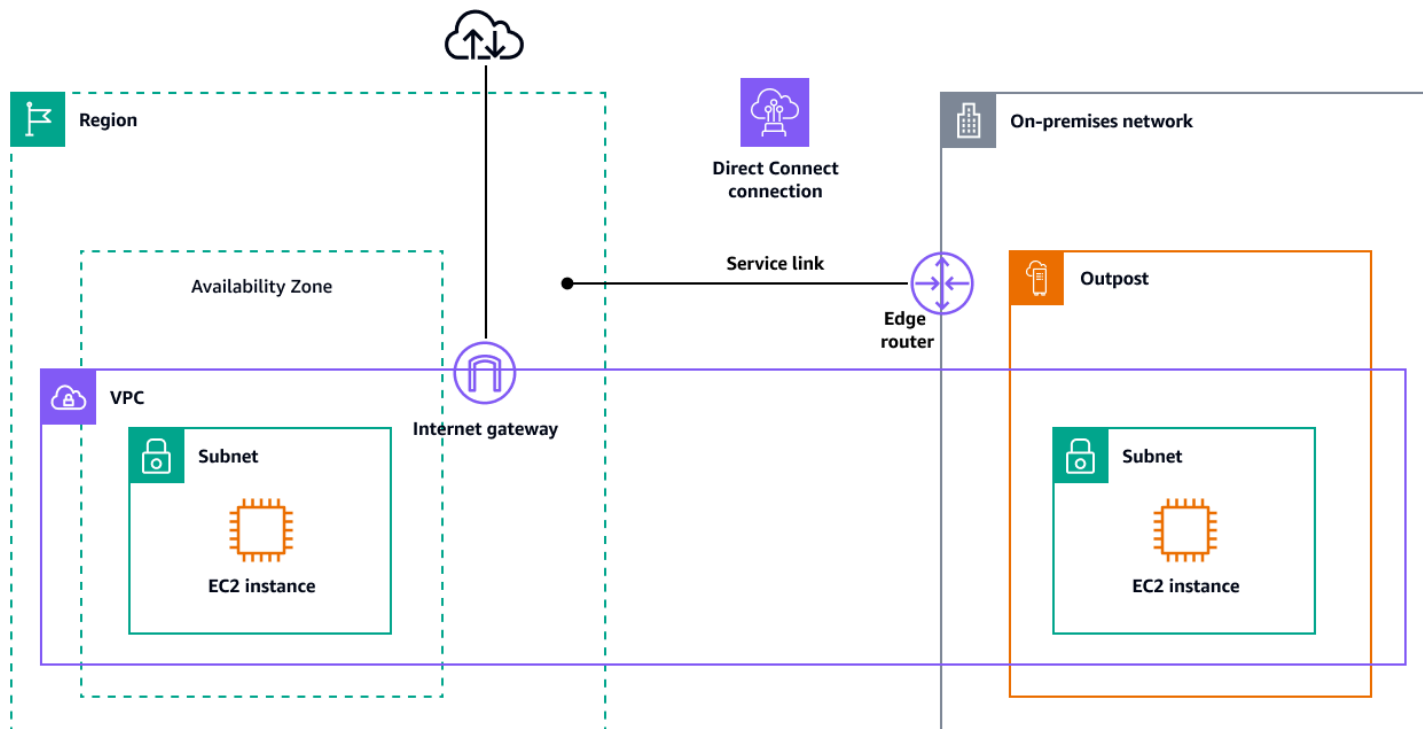 Region
Direct Connect
connection
On-premises network
Availability Zone
Service link
Edge
router
Outpost
VPC
Internet gateway
Subnet
EC2 instance
Subnet
EC2 instance